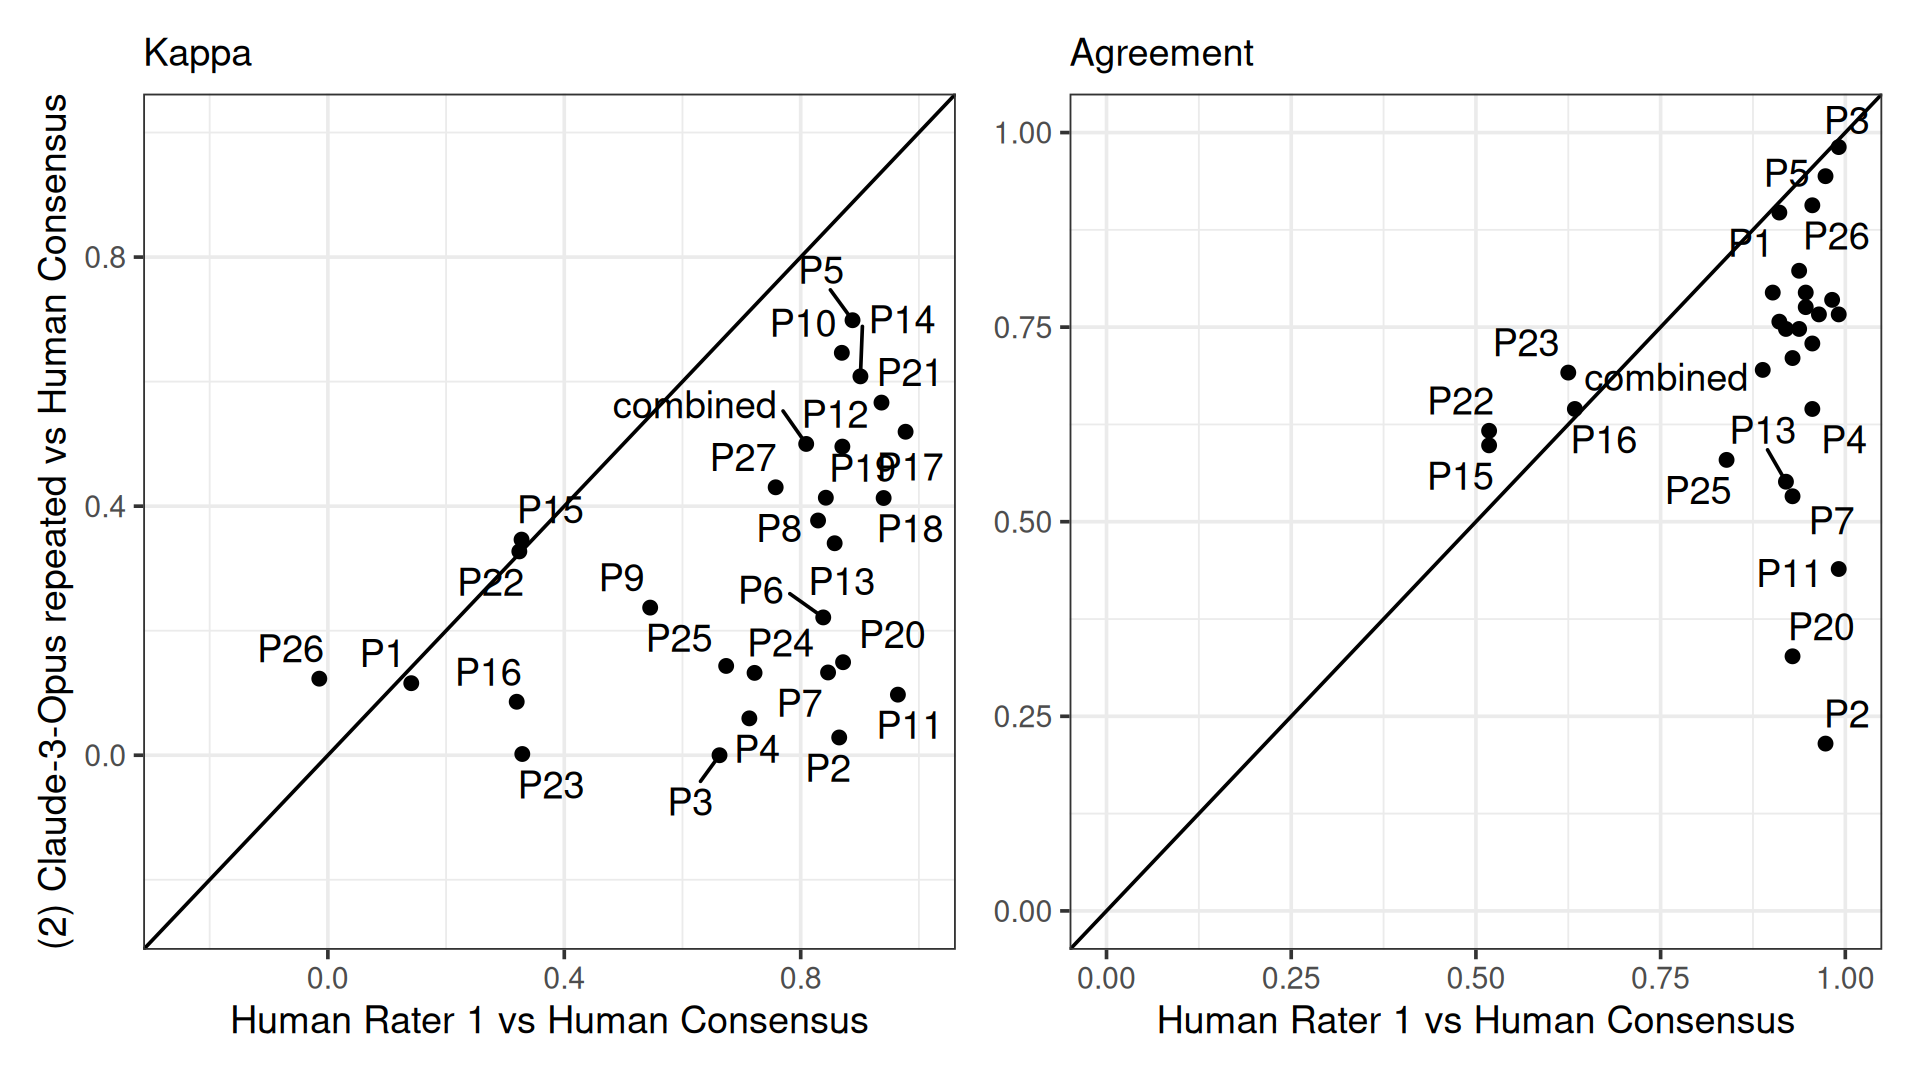 Kappa
Agreement
(2) Claude-3-Opus repeated vs Human Consensus
0.8
0.4
0.0
P5
P10
P14
P21
combined
P12
P27
P19
P17
P15
P8
P18
P22
P9
P6
P13
P25
P24
P20
P26
P1
P16
P7
P11
P4
P2
P23
P3
0.0
0.4
0.8
Human Rater 1 vs Human Consensus
1.00
0.75
0.50
0.25
0.00
P3
P5
P1
P26
P23
combined
P22
P13
P16
P4
P15
P25
P7
P11
P20
P2
0.00
0.25
0.50
0.75
1.00
Human Rater 1 vs Human Consensus